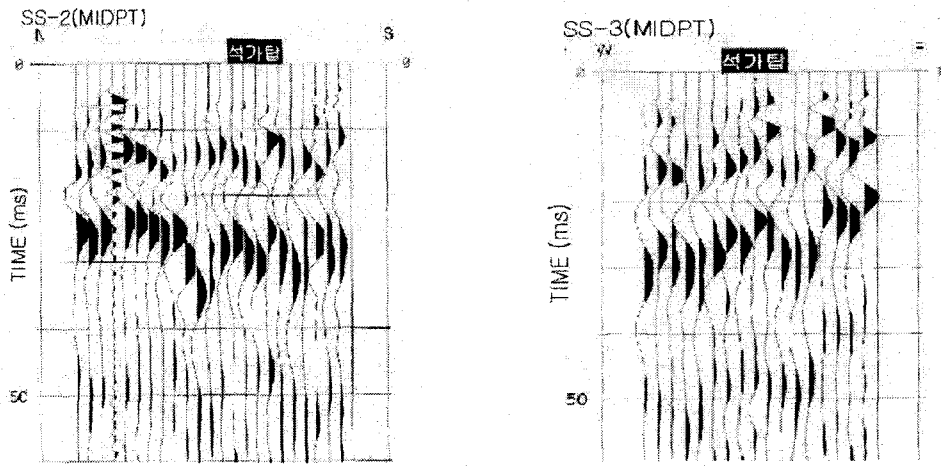 SS-2(MIDPT)
N
S
석가탑
0
0
TIME (ms)
50
SS-3(MIDPT)
W
E
석가탑
0
TIME (ms)
50